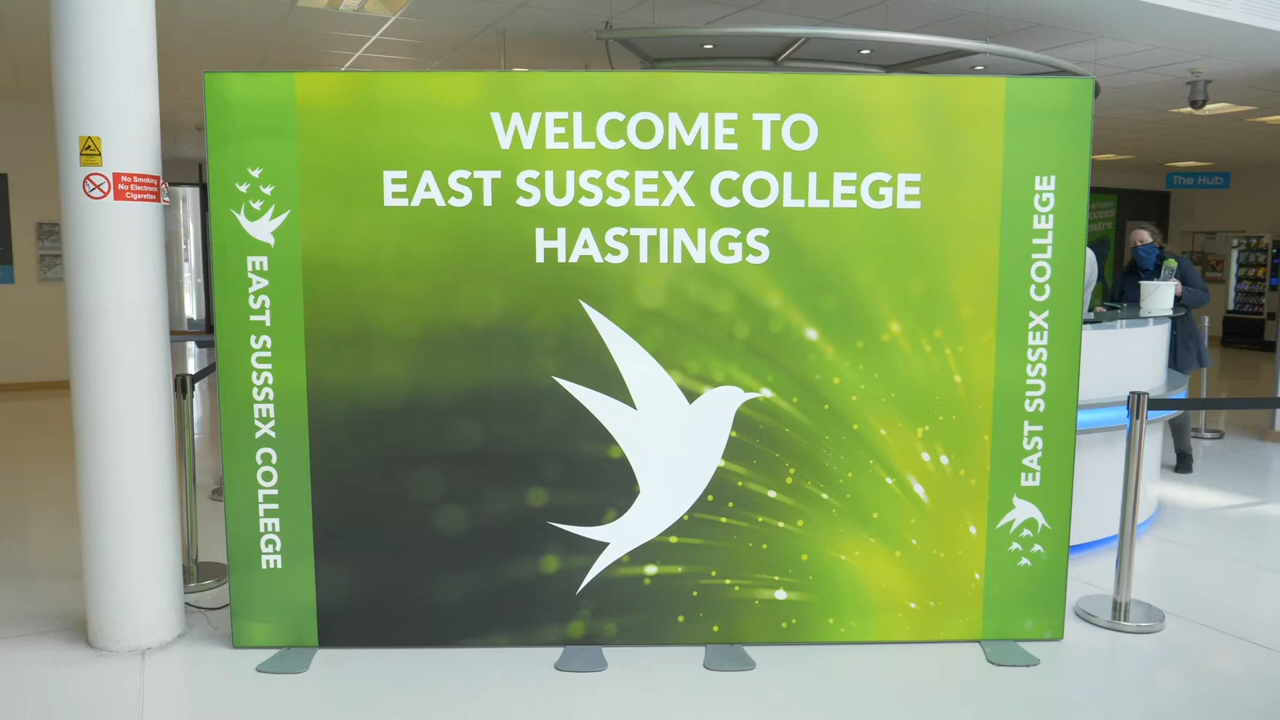 WELCOME TO
EAST SUSSEX COLLEGE
HASTINGS
EAST SUSSEX COLLEGE
EAST SUSSEX COLLEGE
No Smoking
No Electronic
Cigarettes
The Hub